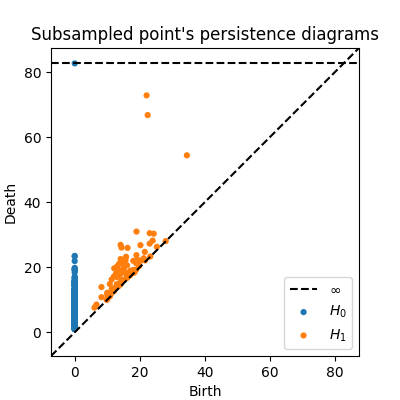 Subsampled point's persistence diagrams
Death
80
60
40
20
0
0 20 40 60 80
Birth
∞
H₀
H₁